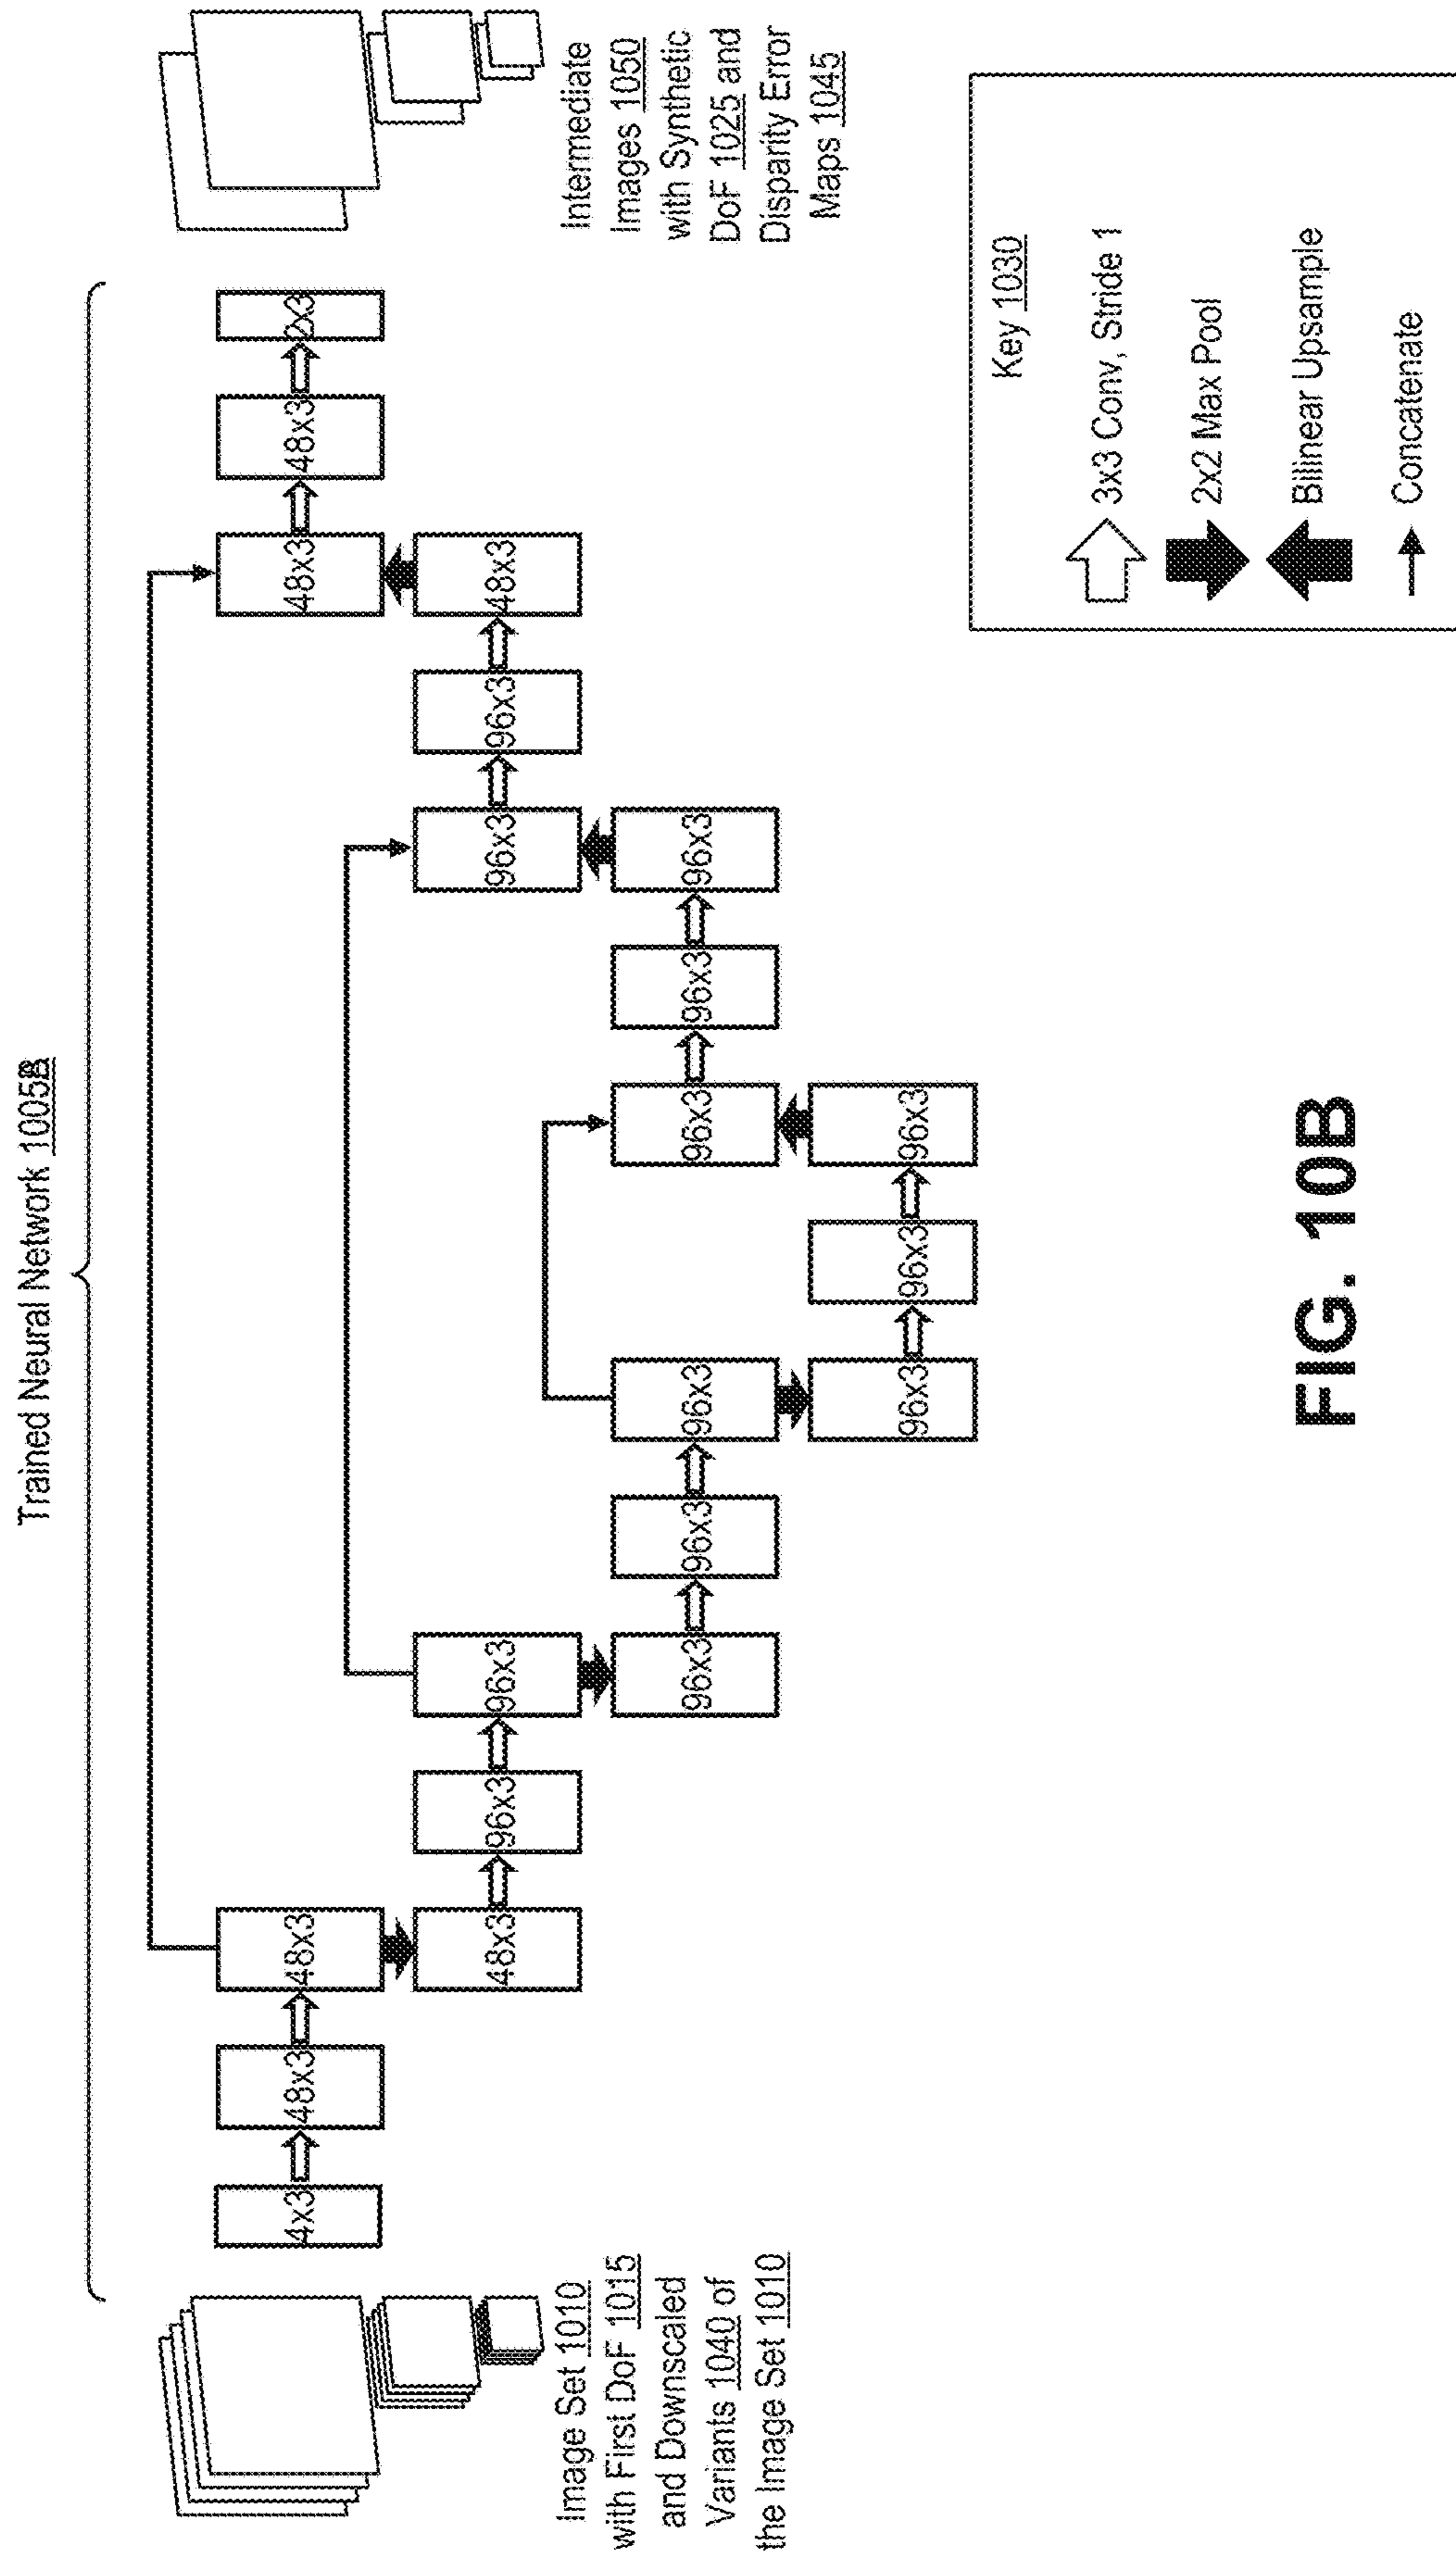 Trained Neural Network 1005B
4x3
48x3
48x3
48x3
48x3
2x3
48x3
96x3
96x3
96x3
96x3
48x3
96x3
96x3
96x3
96x3
96x3
96x3
96x3
96x3
96x3
Image Set 1010
with First DoF 1015
and Downscaled
Variants 1040 of
the Image Set 1010
Intermediate
Images 1050
with Synthetic
DoF 1025 and
Disparity Error
Maps 1045
Key 1030
3x3 Conv, Stride 1
2x2 Max Pool
Bilinear Upsample
Concatenate
FIG. 10B